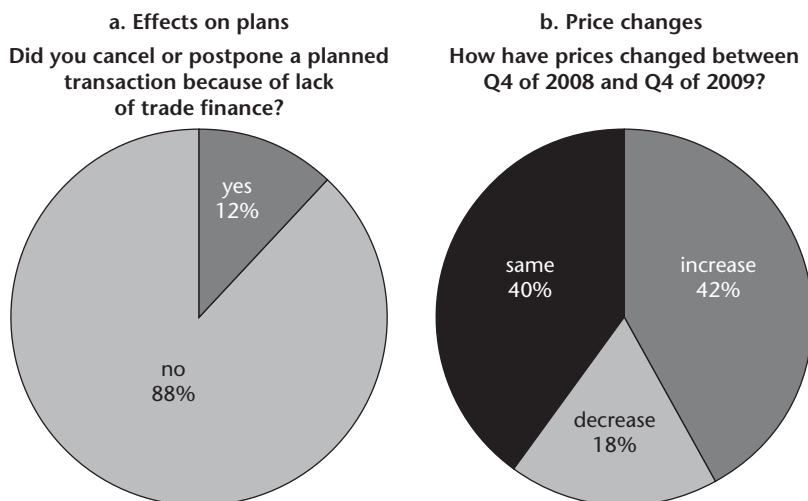 a. Effects on plans
Did you cancel or postpone a planned
transaction because of lack
of trade finance?
yes
12%
no
88%
b. Price changes
How have prices changed between
Q4 of 2008 and Q4 of 2009?
same
40%
increase
42%
decrease
18%